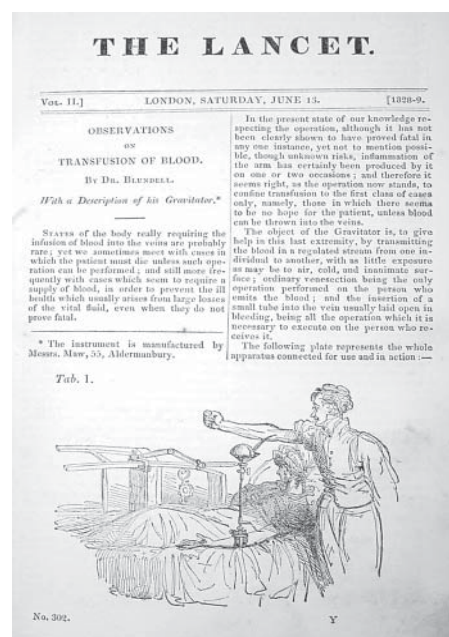 THE LANCET.
VOL. II.] LONDON, SATURDAY, JUNE 13. [1828-9.
OBSERVATIONS
ON
TRANSFUSION OF BLOOD.
BY DR. BLUNDELL.
With a Description of his Gravitator.*
STATES of the body really requiring the
infusion of blood into the veins are probably
rare; yet we sometimes meet with cases in
which the patient must die unless such ope-
ration can be performed; and still more fre-
quently with cases which seem to require a
supply of blood, in order to prevent the ill
health which usually arises from large losses
of the vital fluid, even when they do not
prove fatal.
* The instrument is manufactured by
Messrs. Maw, 55, Aldermanbury.
In the present state of our knowledge re-
specting the operation, although it has not
been clearly shown to have proved fatal in
any one instance, yet not to mention possi-
ble, though unknown risks, inflammation of
the arm has certainly been produced by it
on one or two occasions; and therefore it
seems right, as the operation now stands, to
confine transfusion to the first class of cases
only, namely, those in which there seems
to be no hope for the patient, unless blood
can be thrown into the veins.
The object of the Gravitator is, to give
help in this last extremity, by transmitting
the blood in a regulated stream from one in-
dividual to another, with as little exposure
as may be to air, cold, and inanimate sur-
face; ordinary venesection being the only
operation performed on the person who
emits the blood; and the insertion of a
small tube into the vein usually laid open in
bleeding, being all the operation which it is
necessary to execute on the person who re-
ceives it.
The following plate represents the whole
apparatus connected for use and in action:—
Tab. 1.
No. 302.
Y